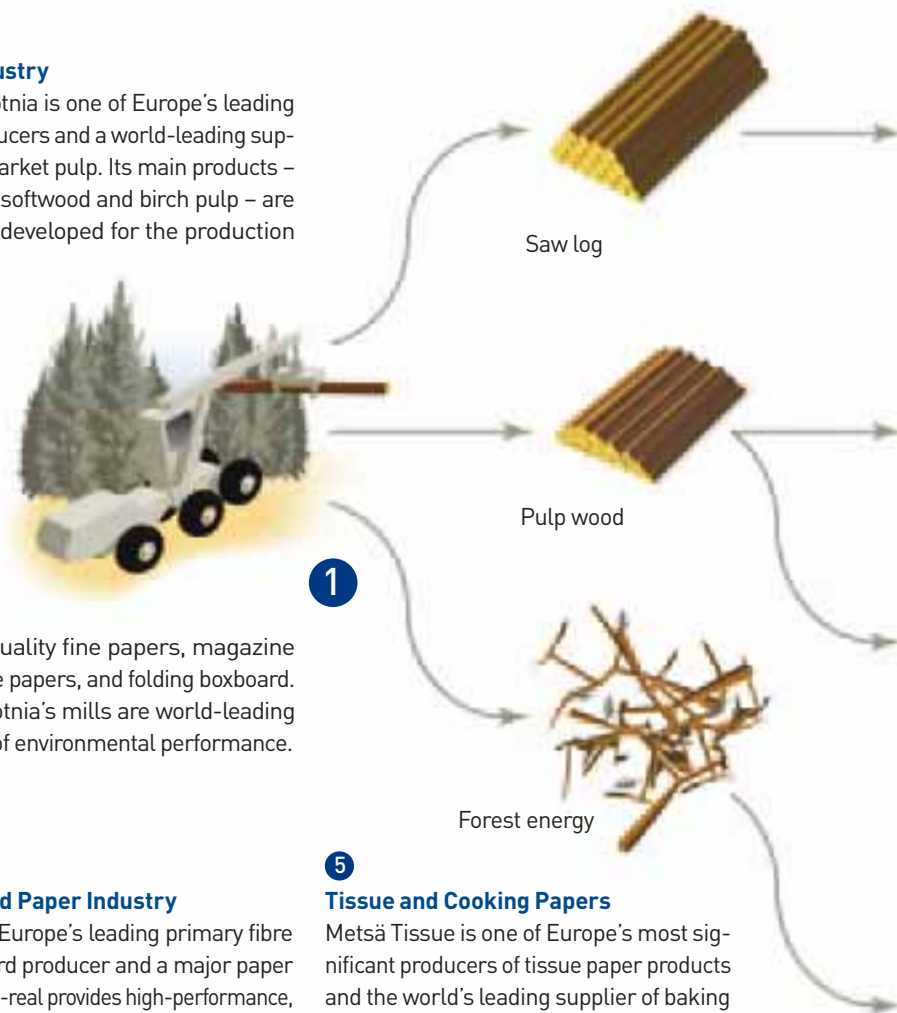 ustry
otnia is one of Europe's leading
ucers and a world-leading sup-
arket pulp. Its main products –
softwood and birch pulp – are
developed for the production
Saw log
Pulp wood
1
uality fine papers, magazine
e papers, and folding boxboard.
otnia's mills are world-leading
of environmental performance.
Forest energy
d Paper Industry
Europe's leading primary fibre
rd producer and a major paper
-real provides high-performance,
5
Tissue and Cooking Papers
Metsä Tissue is one of Europe's most sig-
nificant producers of tissue paper products
and the world's leading supplier of baking